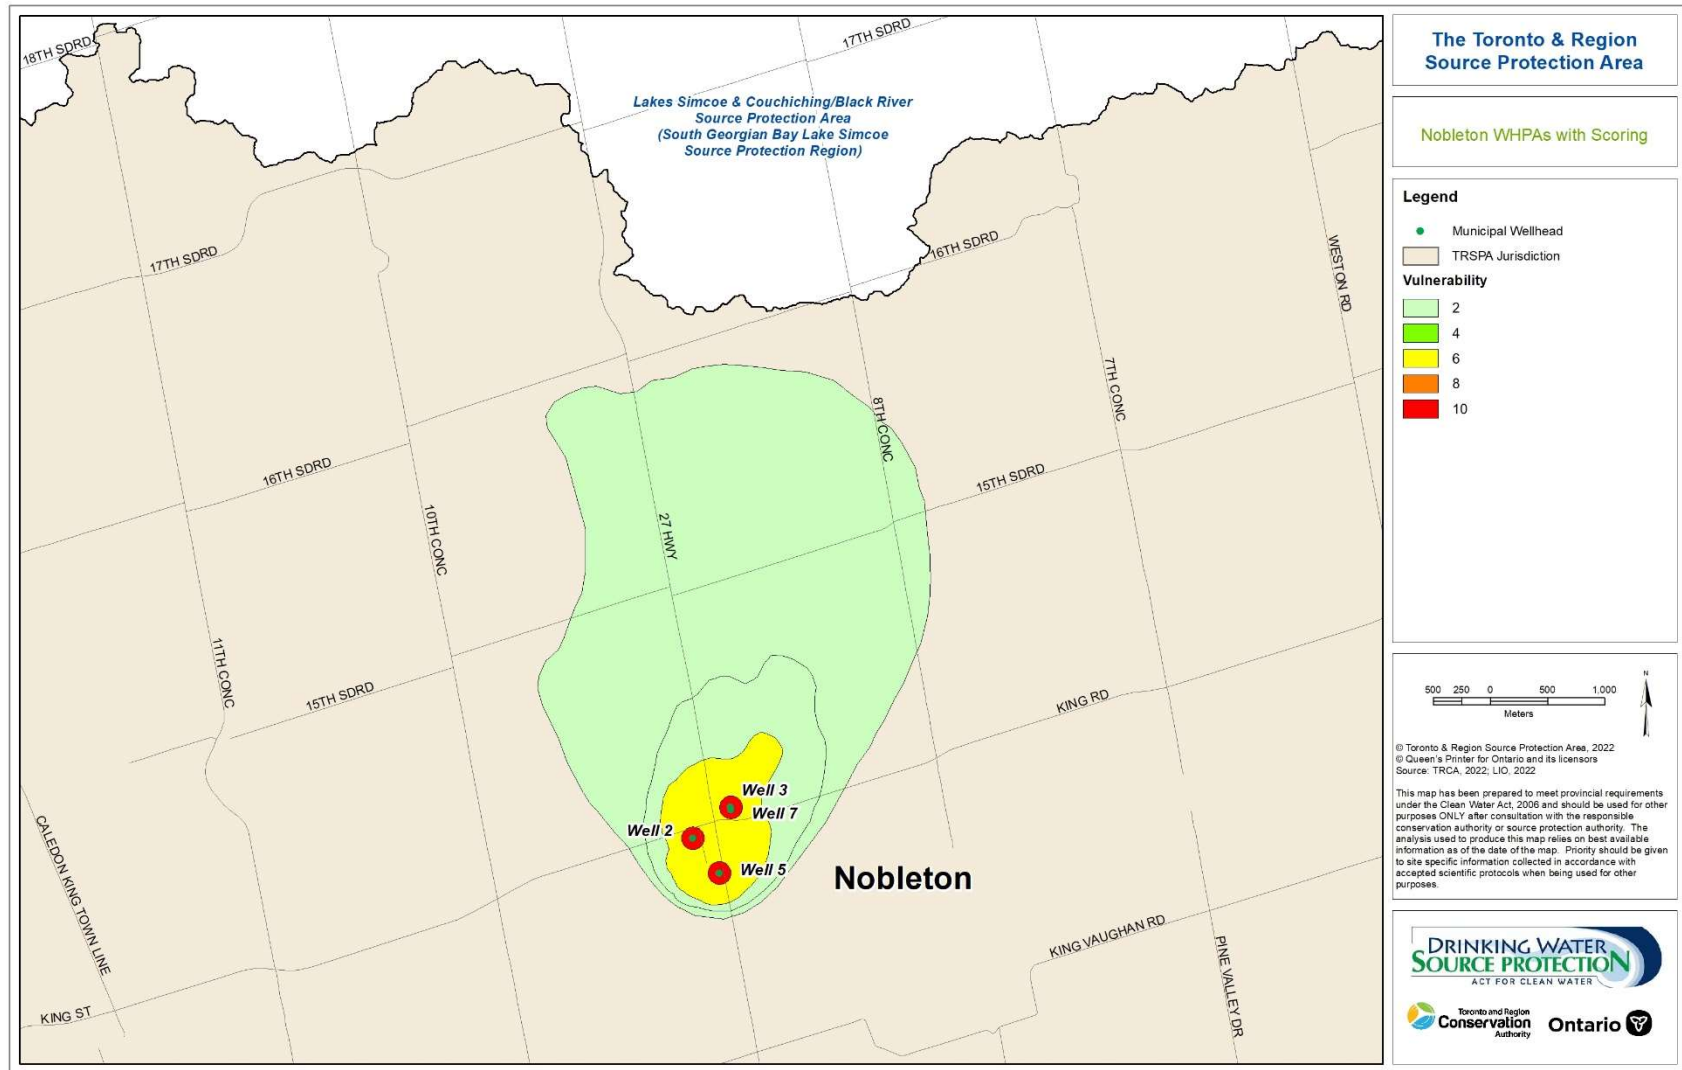 18TH SDRD
17TH SDRD
Lakes Simcoe & Couchiching/Black River
Source Protection Area
(South Georgian Bay Lake Simcoe
Source Protection Region)
17TH SDRD
16TH SDRD
WESTON RD
7TH CONC
8TH CONC
16TH SDRD
15TH SDRD
10TH CONC
27 HWY
11TH CONC
15TH SDRD
KING RD
Well 3
Well 7
Well 2
Well 5
Nobleton
CALEDON KING TOWN LINE
KING VAUGHAN RD
PINE VALLEY DR
KING ST
The Toronto & Region
Source Protection Area
Nobleton WHPAs with Scoring
Legend
Municipal Wellhead
TRSPA Jurisdiction
Vulnerability
2
4
6
8
10
500 250 0 500 1,000
Meters
N
© Toronto & Region Source Protection Area, 2022
© Queen's Printer for Ontario and its licensors
Source: TRCA, 2022; LIO, 2022
This map has been prepared to meet provincial requirements
under the Clean Water Act, 2006 and should be used for other
purposes ONLY after consultation with the responsible
conservation authority or source protection authority. The
analysis used to produce this map relies on best available
information as of the date of the map. Priority should be given
to site specific information collected in accordance with
accepted scientific protocols when being used for other
purposes.
DRINKING WATER
SOURCE PROTECTION
ACT FOR CLEAN WATER
Toronto and Region
Conservation
Authority
Ontario